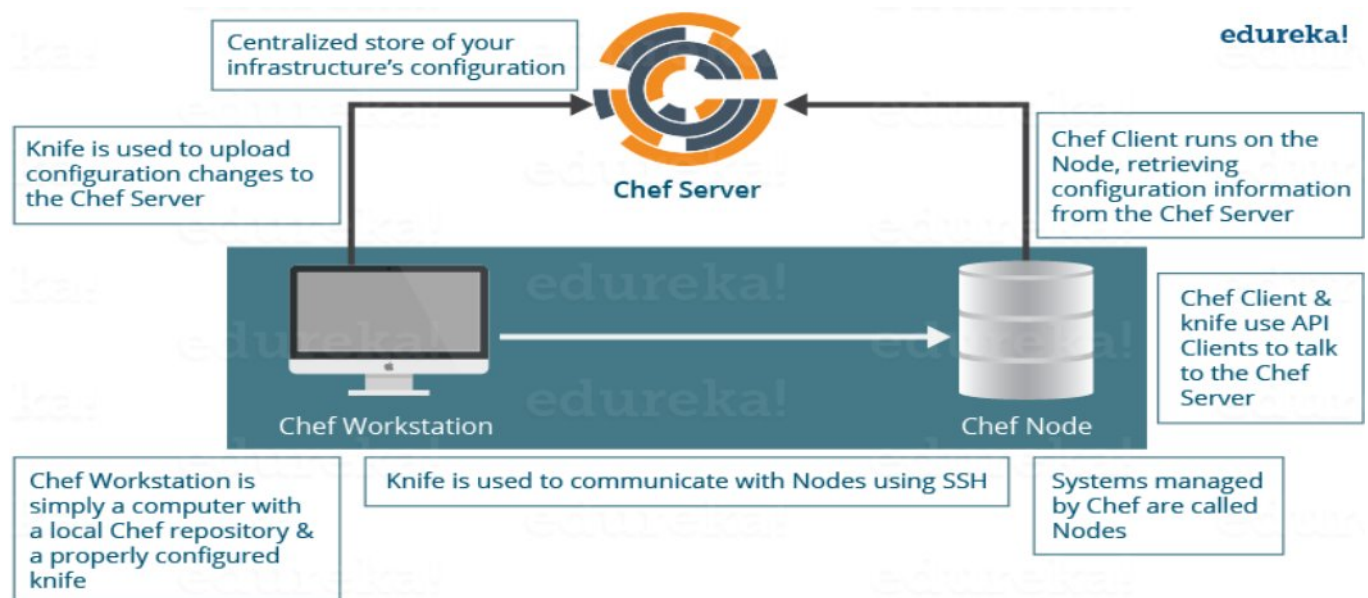 edureka!
Centralized store of your
infrastructure's configuration
Knife is used to upload
configuration changes to
the Chef Server
Chef Server
Chef Client runs on the
Node, retrieving
configuration information
from the Chef Server
Chef Client &
knife use API
Clients to talk
to the Chef
Server
edureka!
edureka!
edureka!
Chef Workstation
Chef Node
Chef Workstation is
simply a computer with
a local Chef repository &
a properly configured
knife
Knife is used to communicate with Nodes using SSH
Systems managed
by Chef are called
Nodes